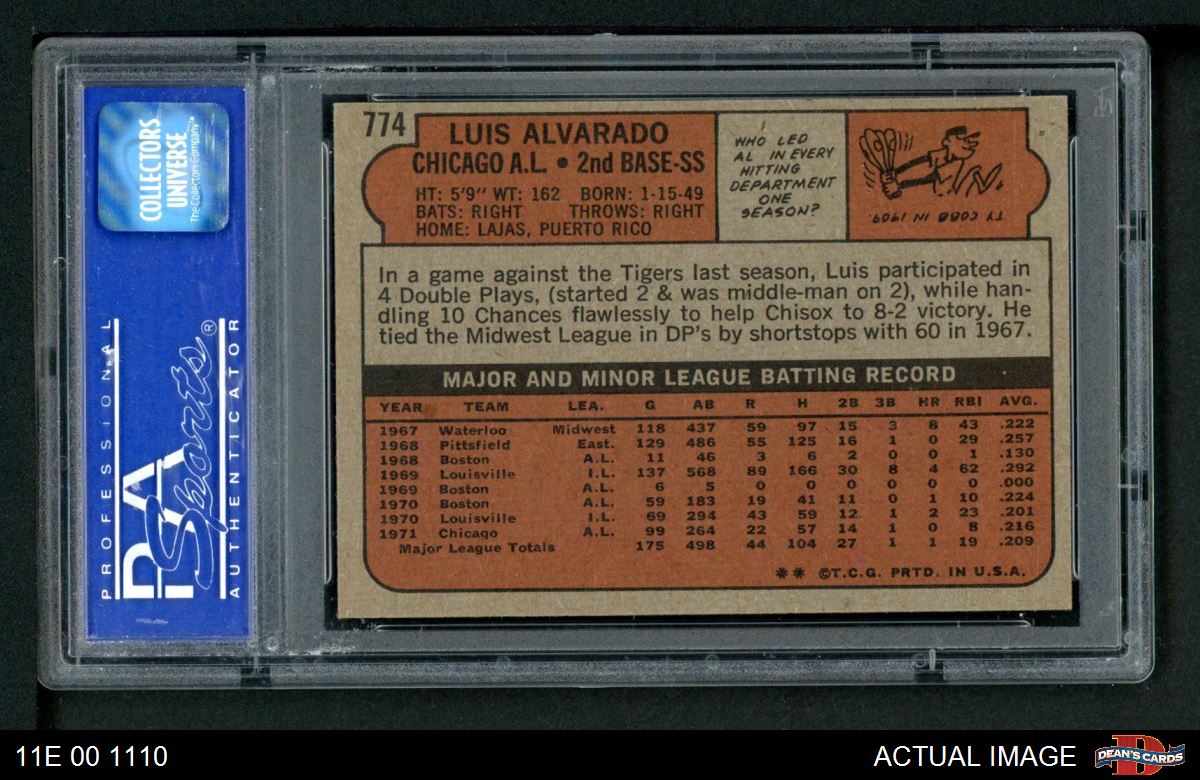 COLLECTORS
UNIVERSE
The Collectors Company™
PROFESSIONAL
PSA
Sports®
AUTHENTICATOR
774
LUIS ALVARADO
CHICAGO A.L. • 2nd BASE-SS
HT: 5'9" WT: 162 BORN: 1-15-49
BATS: RIGHT THROWS: RIGHT
HOME: LAJAS, PUERTO RICO
WHO LED
AL IN EVERY
HITTING
DEPARTMENT
ONE
SEASON?
TY COBB IN 1909.
In a game against the Tigers last season, Luis participated in
4 Double Plays, (started 2 & was middle-man on 2), while han-
dling 10 Chances flawlessly to help Chisox to 8-2 victory. He
tied the Midwest League in DP's by shortstops with 60 in 1967.
MAJOR AND MINOR LEAGUE BATTING RECORD
YEAR TEAM LEA. G AB R H 2B 3B HR RBI AVG.
1967 Waterloo Midwest 118 437 59 97 15 3 8 43 .222
1968 Pittsfield East. 129 486 55 125 16 1 0 29 .257
1968 Boston A.L. 11 46 3 6 2 0 0 1 .130
1969 Louisville I.L. 137 568 89 166 30 8 4 62 .292
1969 Boston A.L. 6 5 0 0 0 0 0 0 .000
1970 Boston A.L. 59 183 19 41 11 0 1 10 .224
1970 Louisville I.L. 69 294 43 59 12 1 2 23 .201
1971 Chicago A.L. 99 264 22 57 14 1 0 8 .216
Major League Totals 175 498 44 104 27 1 1 19 .209
** ©T.C.G. PRTD. IN U.S.A.
11E 00 1110
ACTUAL IMAGE
DEAN'S CARDS